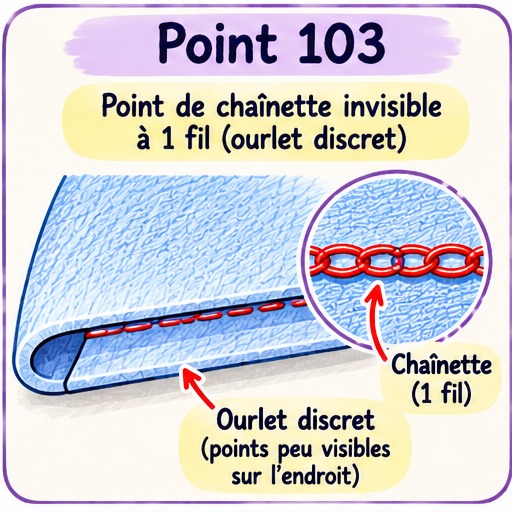 Point 103
Point de chaînette invisible
à 1 fil (ourlet discret)
Chaînette
(1 fil)
Ourlet discret
(points peu visibles
sur l'endroit)